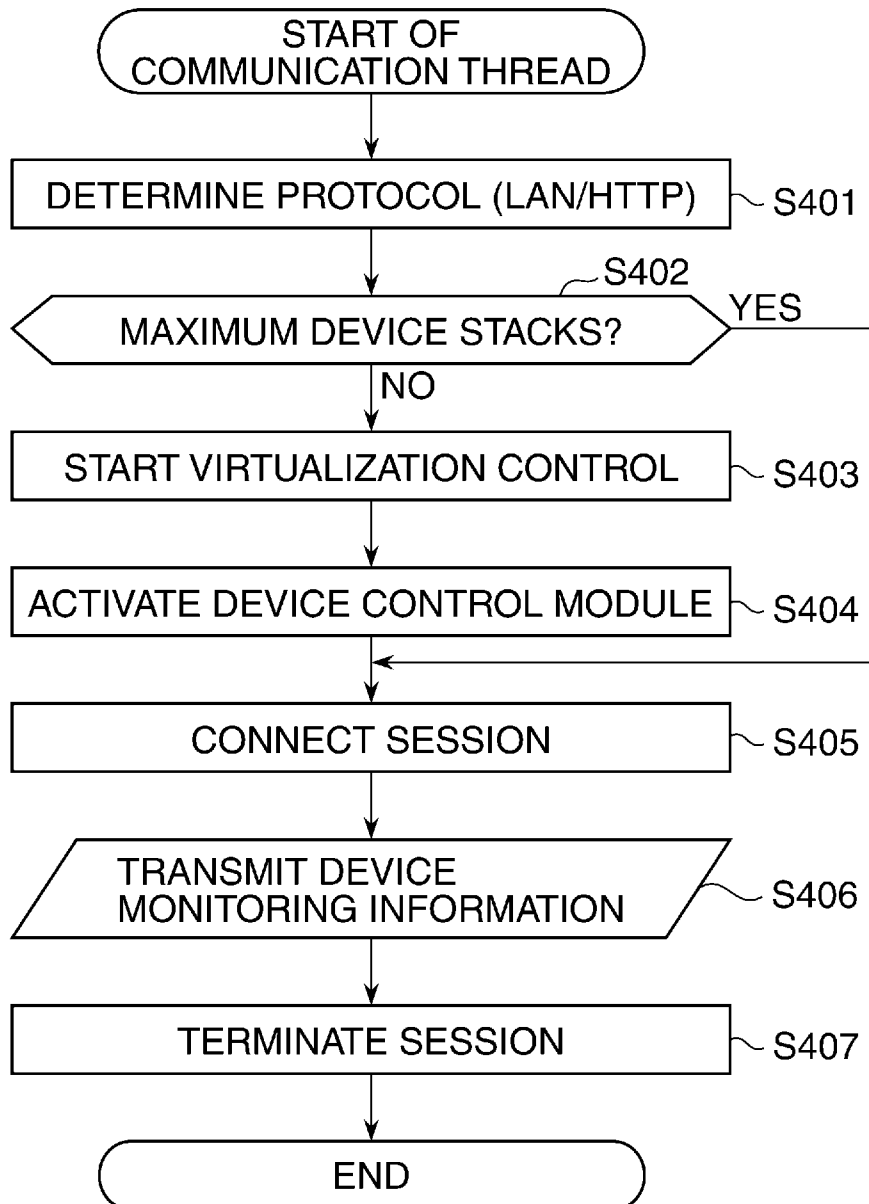 START OF
COMMUNICATION THREAD
DETERMINE PROTOCOL (LAN/HTTP)
S401
S402
MAXIMUM DEVICE STACKS?
YES
NO
START VIRTUALIZATION CONTROL
S403
ACTIVATE DEVICE CONTROL MODULE
S404
CONNECT SESSION
S405
TRANSMIT DEVICE
MONITORING INFORMATION
S406
TERMINATE SESSION
S407
END